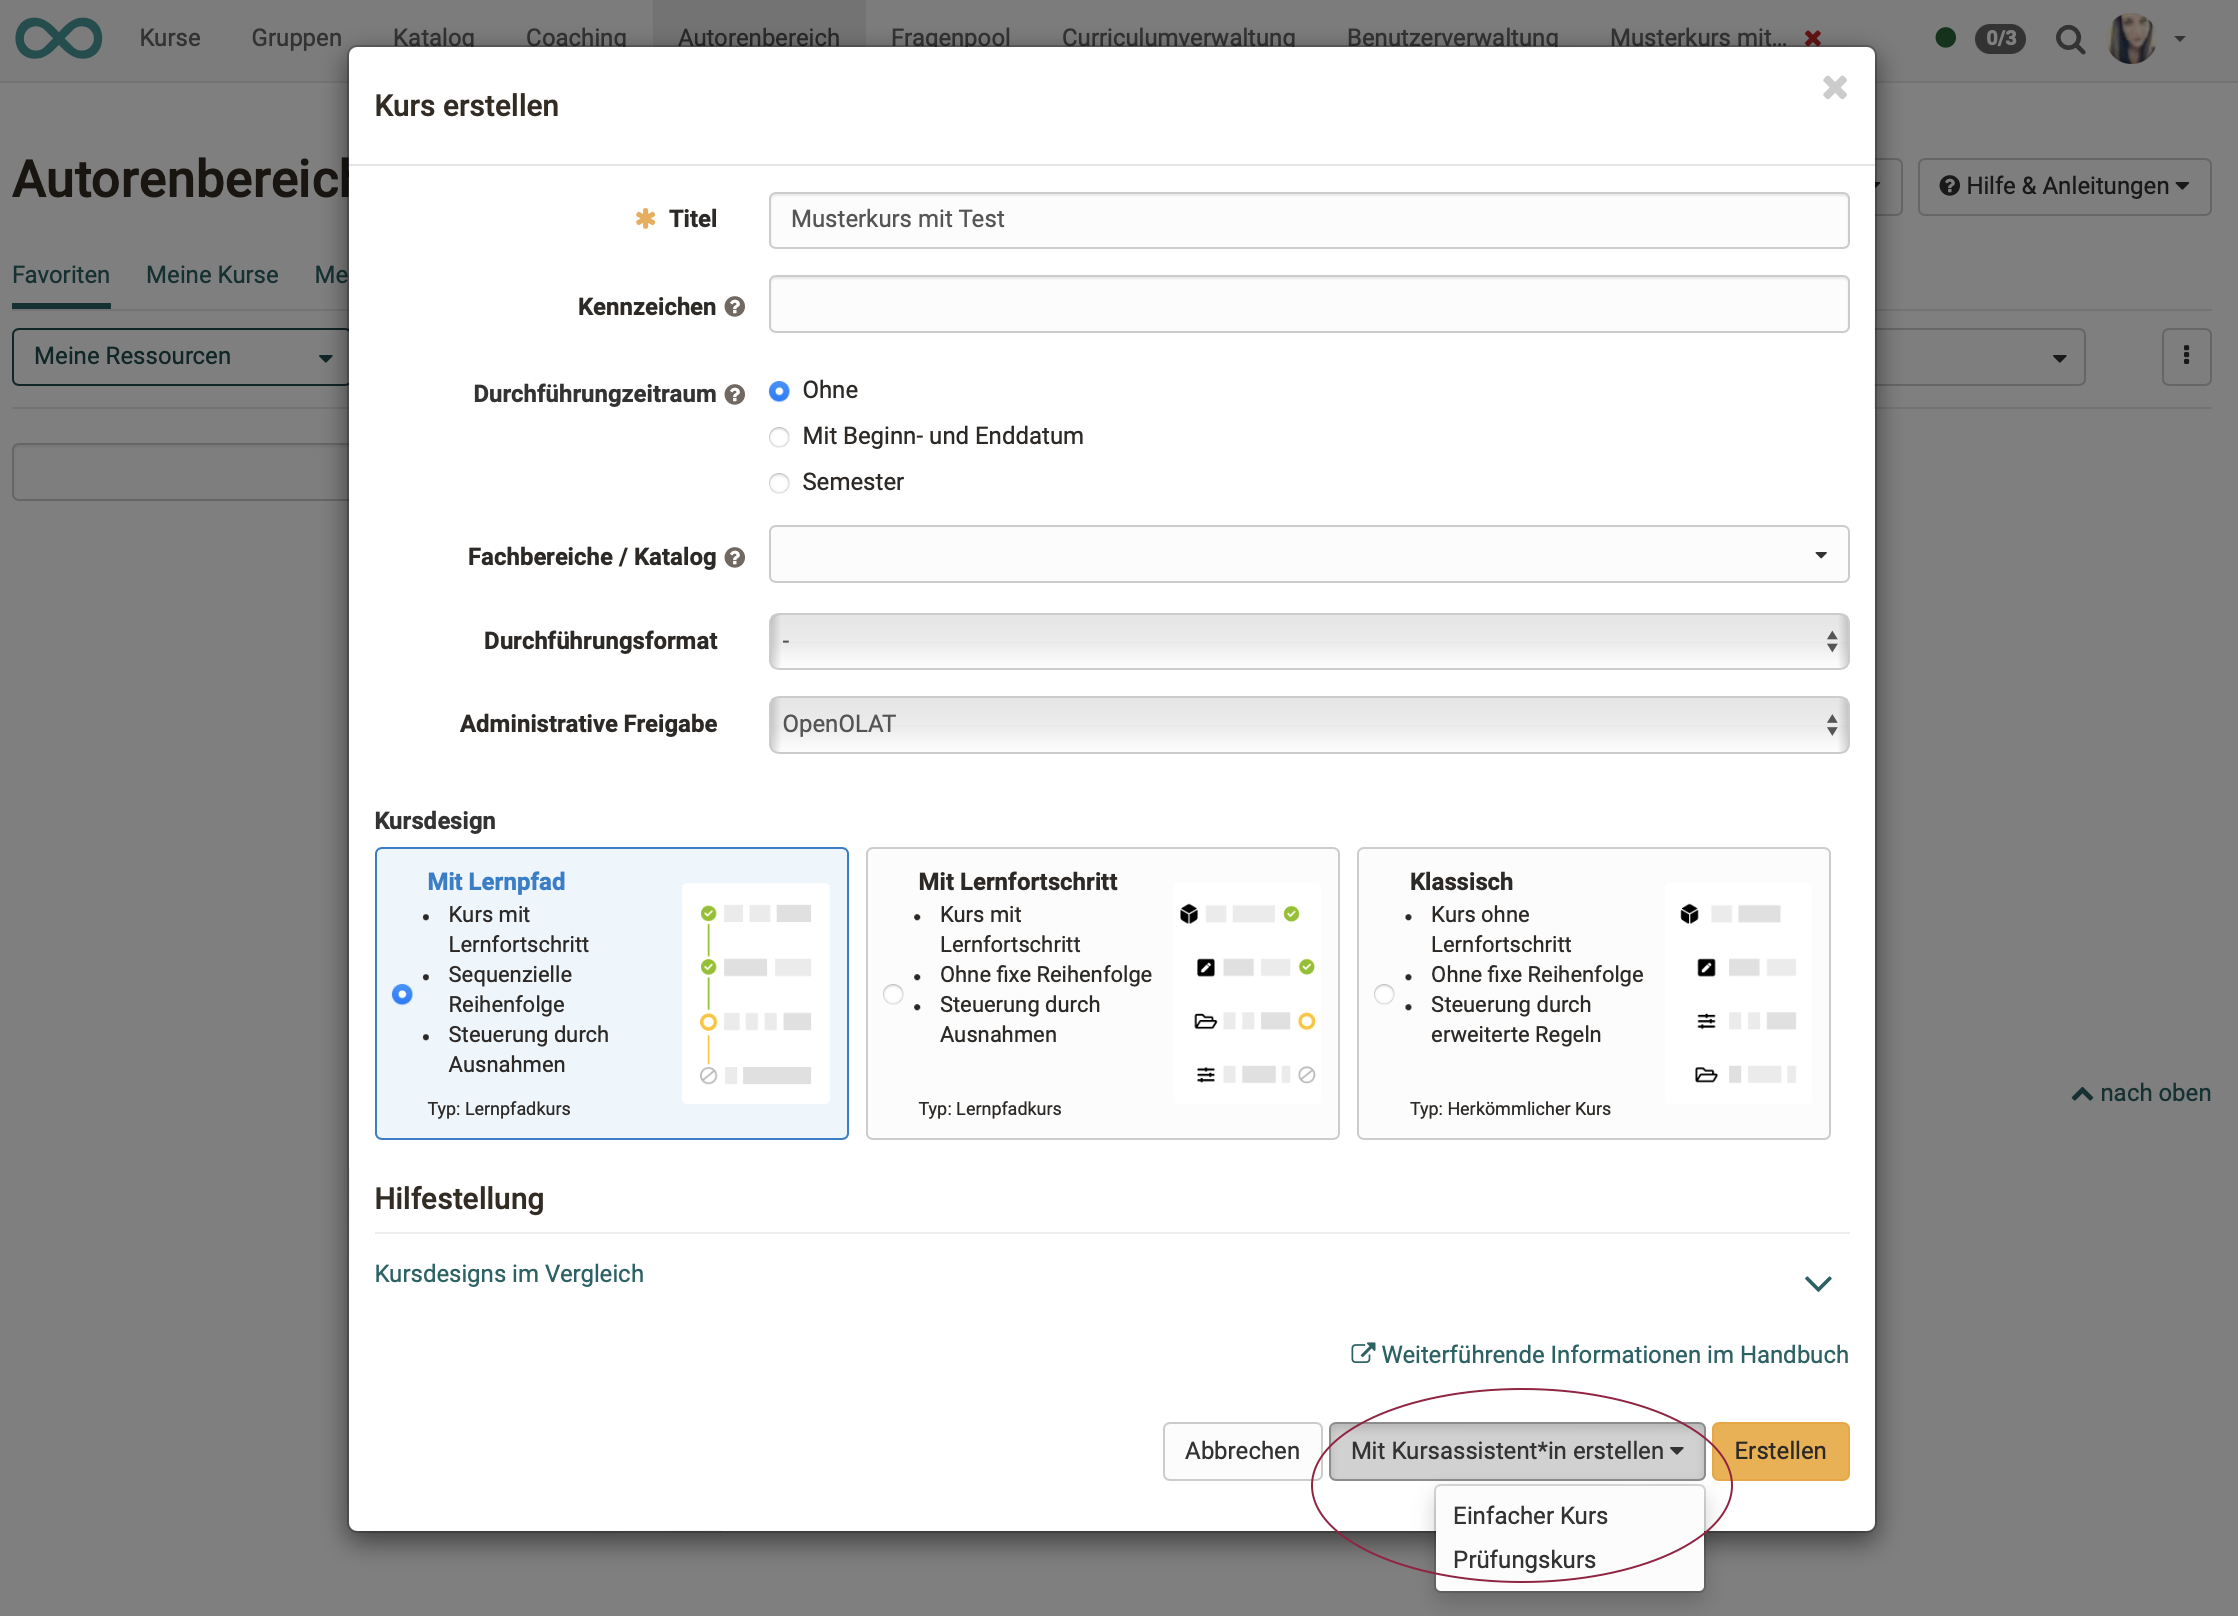 Kurse Gruppen Katalog Coaching Autorenbereich Fragenpool Curriculumverwaltung Benutzerverwaltung Musterkurs mit... 0/3
Autorenbereich
Hilfe & Anleitungen
Favoriten Meine Kurse Me
Meine Ressourcen
Kurs erstellen
Titel Musterkurs mit Test
Kennzeichen
Durchführungzeitraum Ohne
Mit Beginn- und Enddatum
Semester
Fachbereiche / Katalog
Durchführungsformat -
Administrative Freigabe OpenOLAT
Kursdesign
Mit Lernpfad
• Kurs mit
Lernfortschritt
• Sequenzielle
Reihenfolge
• Steuerung durch
Ausnahmen
Typ: Lernpfadkurs
Mit Lernfortschritt
• Kurs mit
Lernfortschritt
• Ohne fixe Reihenfolge
• Steuerung durch
Ausnahmen
Typ: Lernpfadkurs
Klassisch
• Kurs ohne
Lernfortschritt
• Ohne fixe Reihenfolge
• Steuerung durch
erweiterte Regeln
Typ: Herkömmlicher Kurs
nach oben
Hilfestellung
Kursdesigns im Vergleich
Weiterführende Informationen im Handbuch
Abbrechen Mit Kursassistent*in erstellen Erstellen
Einfacher Kurs
Prüfungskurs